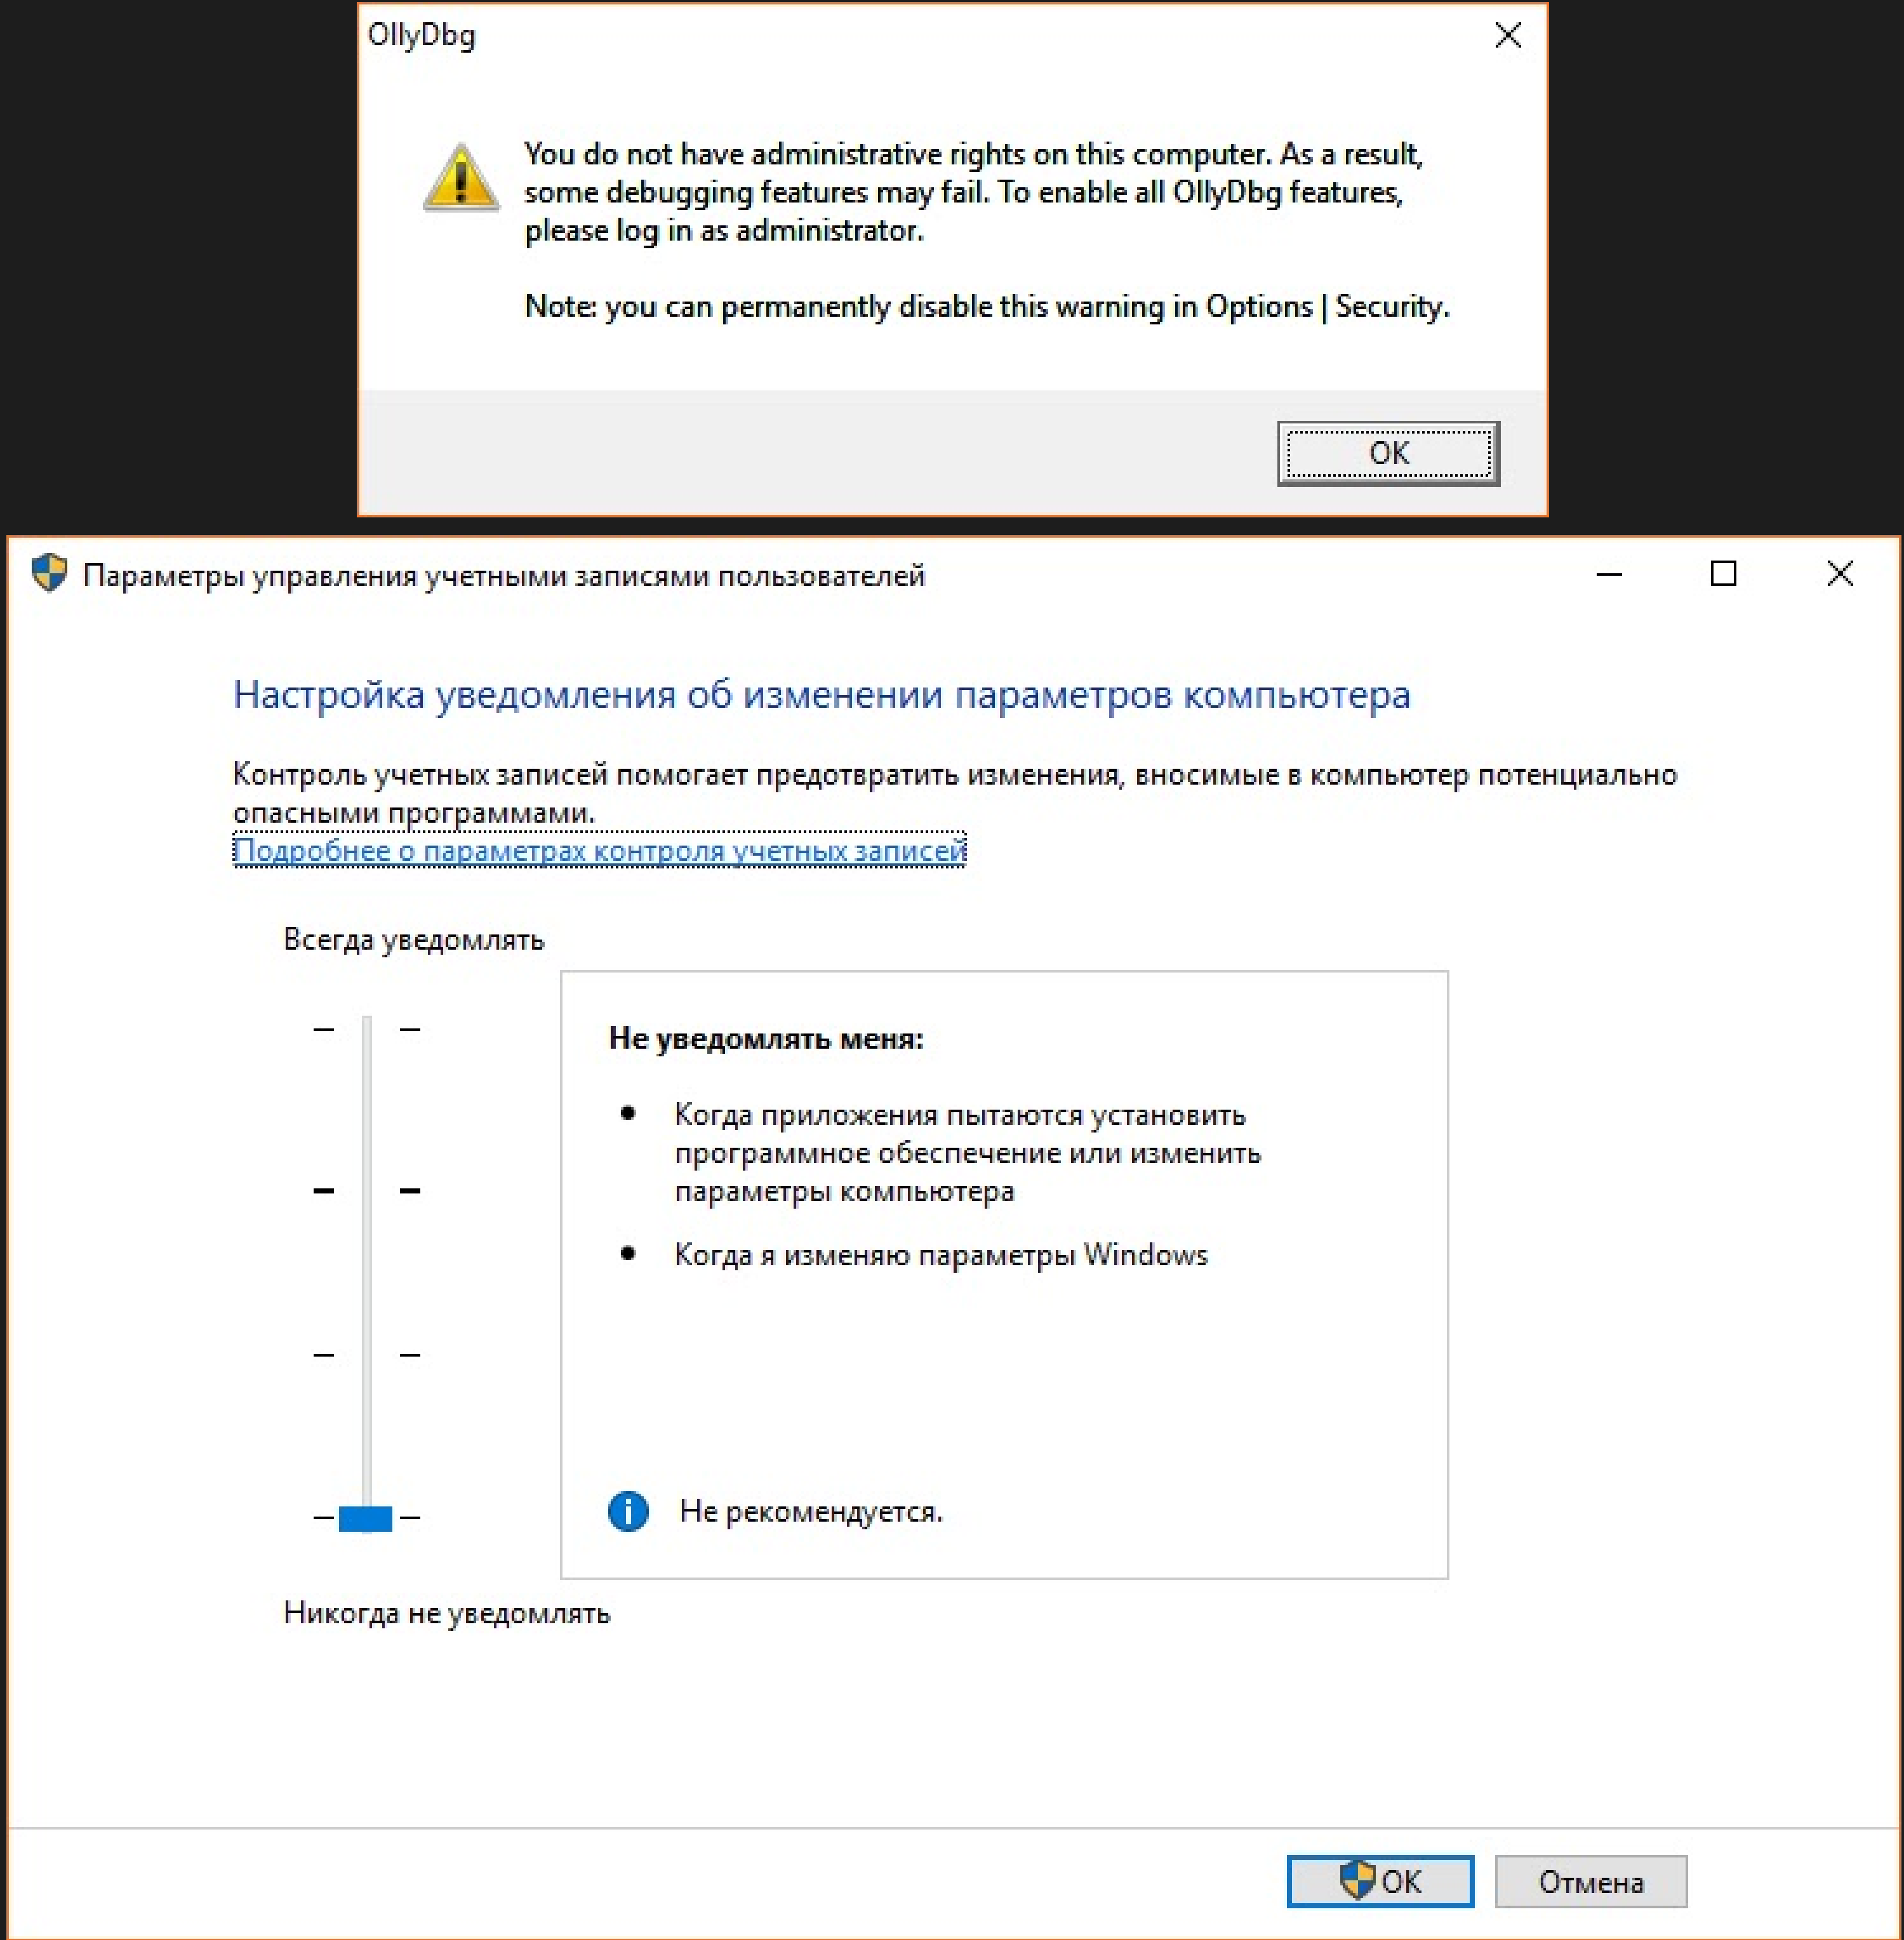 OllyDbg
You do not have administrative rights on this computer. As a result,
some debugging features may fail. To enable all OllyDbg features,
please log in as administrator.
Note: you can permanently disable this warning in Options | Security.
OK
Параметры управления учетными записями пользователей
Настройка уведомления об изменении параметров компьютера
Контроль учетных записей помогает предотвратить изменения, вносимые в компьютер потенциально
опасными программами.
Подробнее о параметрах контроля учетных записей
Всегда уведомлять
Не уведомлять меня:
Когда приложения пытаются установить
программное обеспечение или изменить
параметры компьютера
Когда я изменяю параметры Windows
Не рекомендуется.
Никогда не уведомлять
OK
Отмена